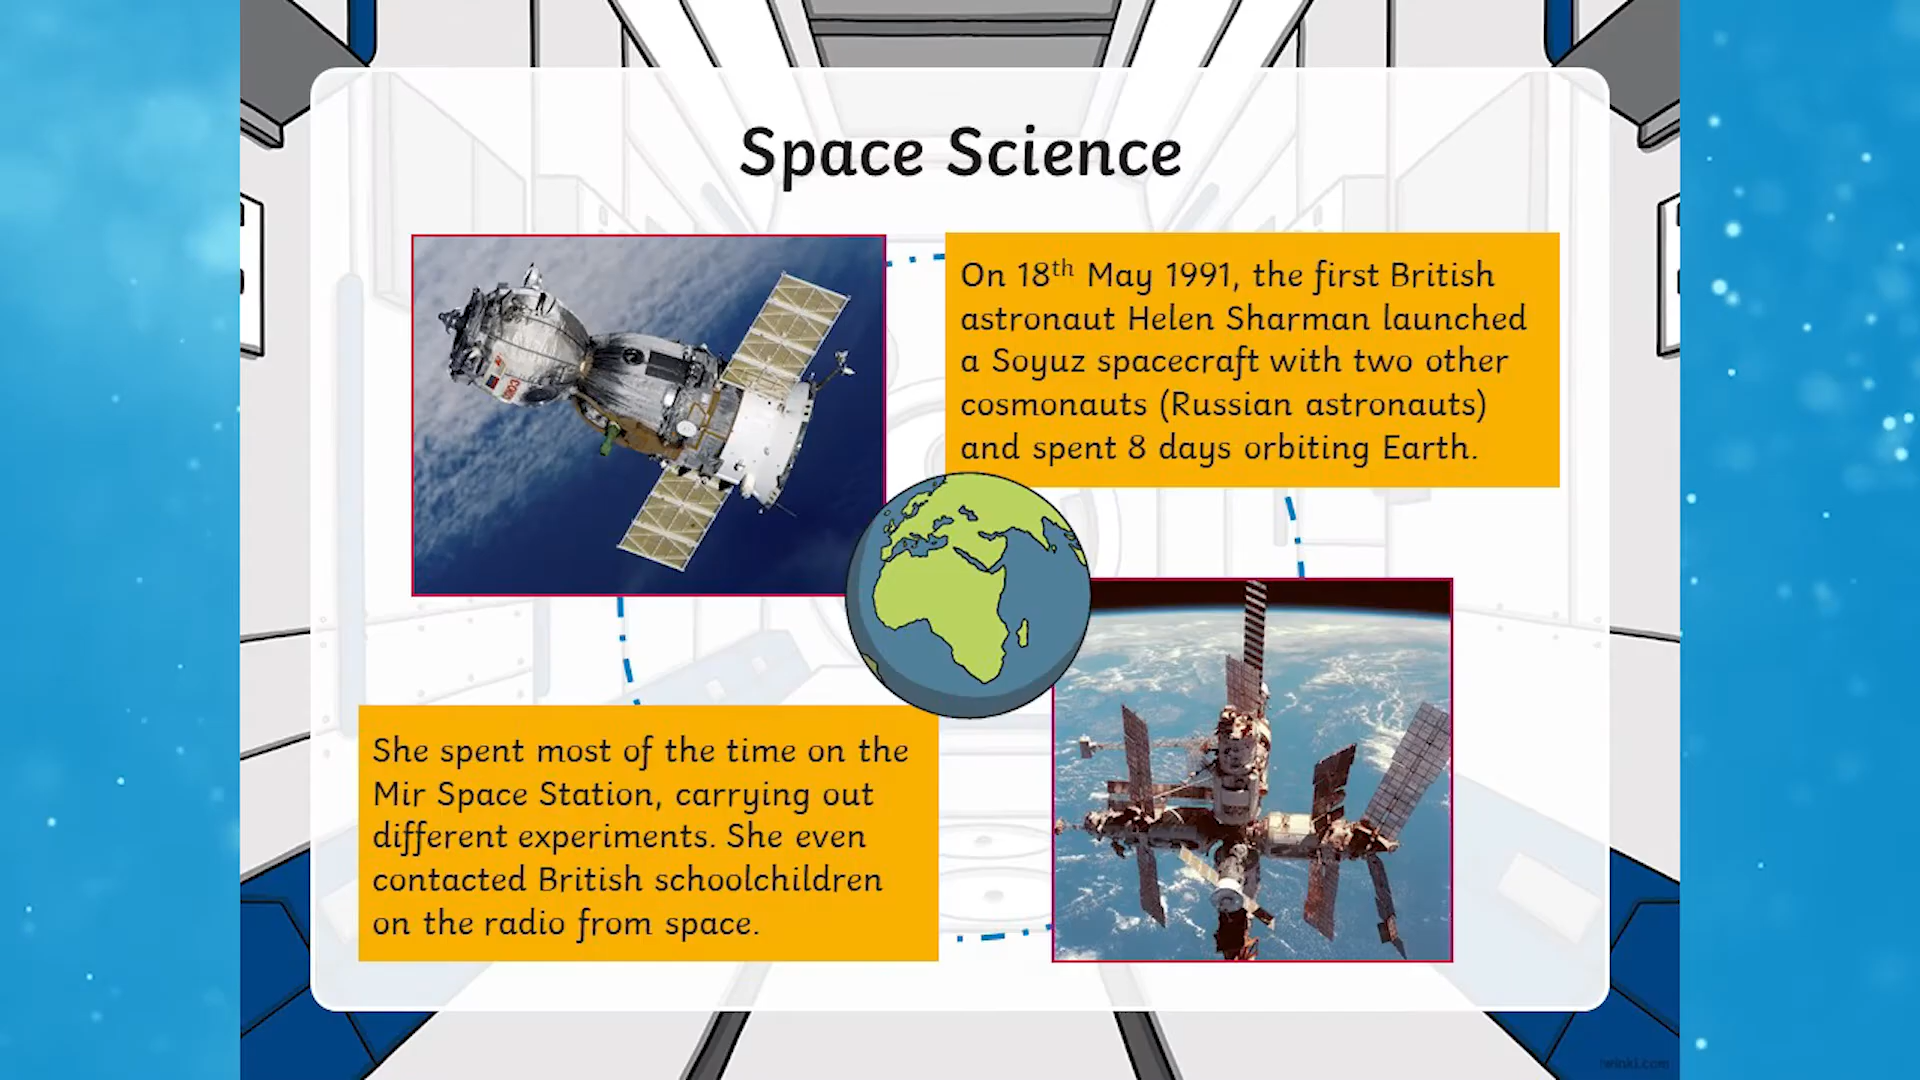 Space Science
On 18th May 1991, the first British
astronaut Helen Sharman launched
a Soyuz spacecraft with two other
cosmonauts (Russian astronauts)
and spent 8 days orbiting Earth.
She spent most of the time on the
Mir Space Station, carrying out
different experiments. She even
contacted British schoolchildren
on the radio from space.